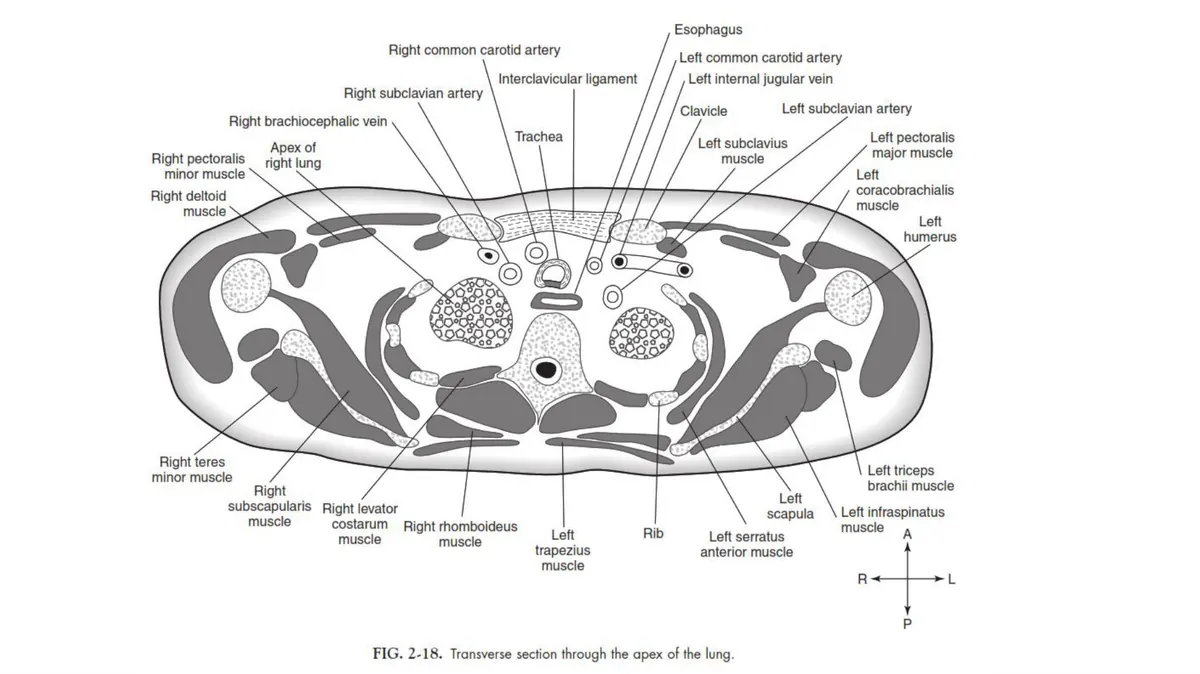 Esophagus
Right common carotid artery
Left common carotid artery
Interclavicular ligament
Left internal jugular vein
Right subclavian artery
Clavicle
Left subclavian artery
Right brachiocephalic vein
Trachea
Left subclavius
muscle
Left pectoralis
major muscle
Apex of
right lung
Right pectoralis
minor muscle
Left
coracobrachialis
muscle
Right deltoid
muscle
Left
humerus
Right teres
minor muscle
Right
subscapularis
muscle
Right levator
costarum
muscle
Right rhomboideus
muscle
Left
trapezius
muscle
Rib
Left serratus
anterior muscle
Left
scapula
Left infraspinatus
muscle
Left triceps
brachii muscle
A
R
L
P
FIG. 2-18. Transverse section through the apex of the lung.